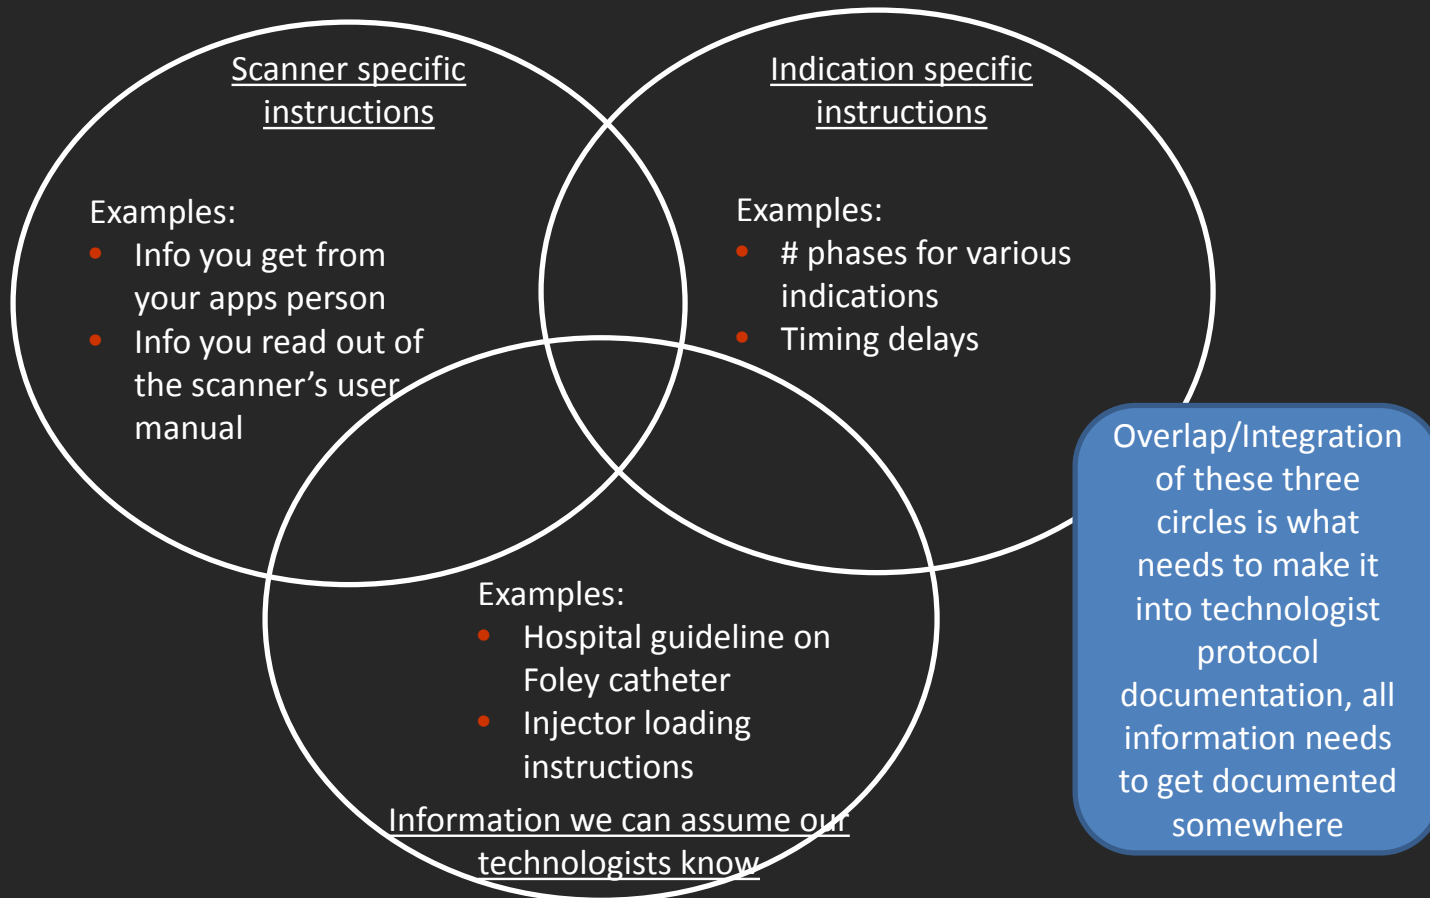 Scanner specific
instructions
Examples:
• Info you get from
your apps person
• Info you read out of
the scanner’s user
manual
Indication specific
instructions
Examples:
• # phases for various
indications
• Timing delays
Examples:
• Hospital guideline on
Foley catheter
• Injector loading
instructions
Information we can assume our
technologists know
Overlap/Integration
of these three
circles is what
needs to make it
into technologist
protocol
documentation, all
information needs
to get documented
somewhere